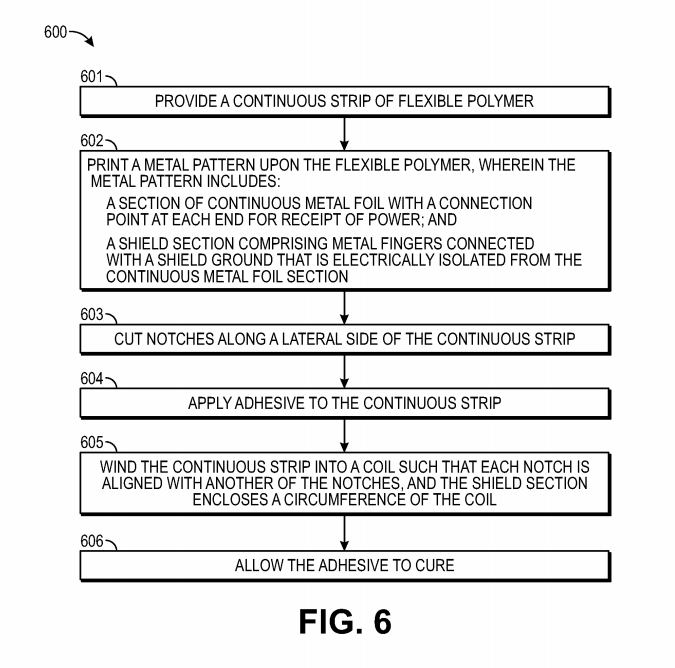 600
601
PROVIDE A CONTINUOUS STRIP OF FLEXIBLE POLYMER
602
PRINT A METAL PATTERN UPON THE FLEXIBLE POLYMER, WHEREIN THE
METAL PATTERN INCLUDES:
A SECTION OF CONTINUOUS METAL FOIL WITH A CONNECTION
POINT AT EACH END FOR RECEIPT OF POWER; AND
A SHIELD SECTION COMPRISING METAL FINGERS CONNECTED
WITH A SHIELD GROUND THAT IS ELECTRICALLY ISOLATED FROM THE
CONTINUOUS METAL FOIL SECTION
603
CUT NOTCHES ALONG A LATERAL SIDE OF THE CONTINUOUS STRIP
604
APPLY ADHESIVE TO THE CONTINUOUS STRIP
605
WIND THE CONTINUOUS STRIP INTO A COIL SUCH THAT EACH NOTCH IS
ALIGNED WITH ANOTHER OF THE NOTCHES, AND THE SHIELD SECTION
ENCLOSES A CIRCUMFERENCE OF THE COIL
606
ALLOW THE ADHESIVE TO CURE
FIG. 6